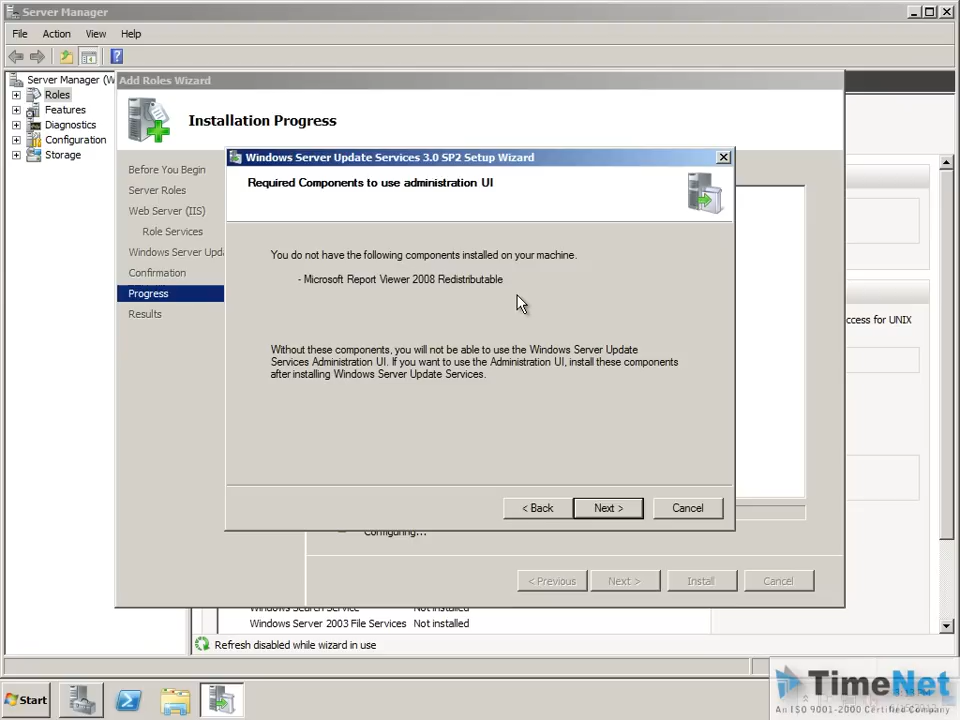 Server Manager
File Action View Help
Server Manager (W
Roles
Features
Diagnostics
Configuration
Storage
Add Roles Wizard
Installation Progress
Before You Begin
Server Roles
Web Server (IIS)
Role Services
Windows Server Upda
Confirmation
Progress
Results
Windows Server Update Services 3.0 SP2 Setup Wizard
Required Components to use administration UI
You do not have the following components installed on your machine.
- Microsoft Report Viewer 2008 Redistributable
Without these components, you will not be able to use the Windows Server Update
Services Administration UI. If you want to use the Administration UI, install these components
after installing Windows Server Update Services.
< Back Next > Cancel
Configuring...
< Previous Next > Install Cancel
ccess for UNIX
Windows Search Service Not installed
Windows Server 2003 File Services Not installed
Refresh disabled while wizard in use
Start
TimeNet
An ISO 9001-2000 Certified Company